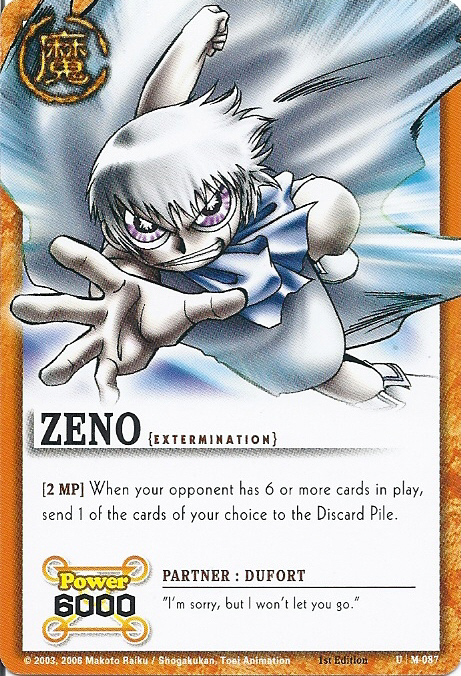 魔
ZENO {EXTERMINATION}
[2 MP] When your opponent has 6 or more cards in play,
send 1 of the cards of your choice to the Discard Pile.
Power
6000
PARTNER : DUFORT
"I'm sorry, but I won't let you go."
© 2003, 2006 Makoto Raiku / Shogakukan, Toei Animation 1st Edition U | M-087